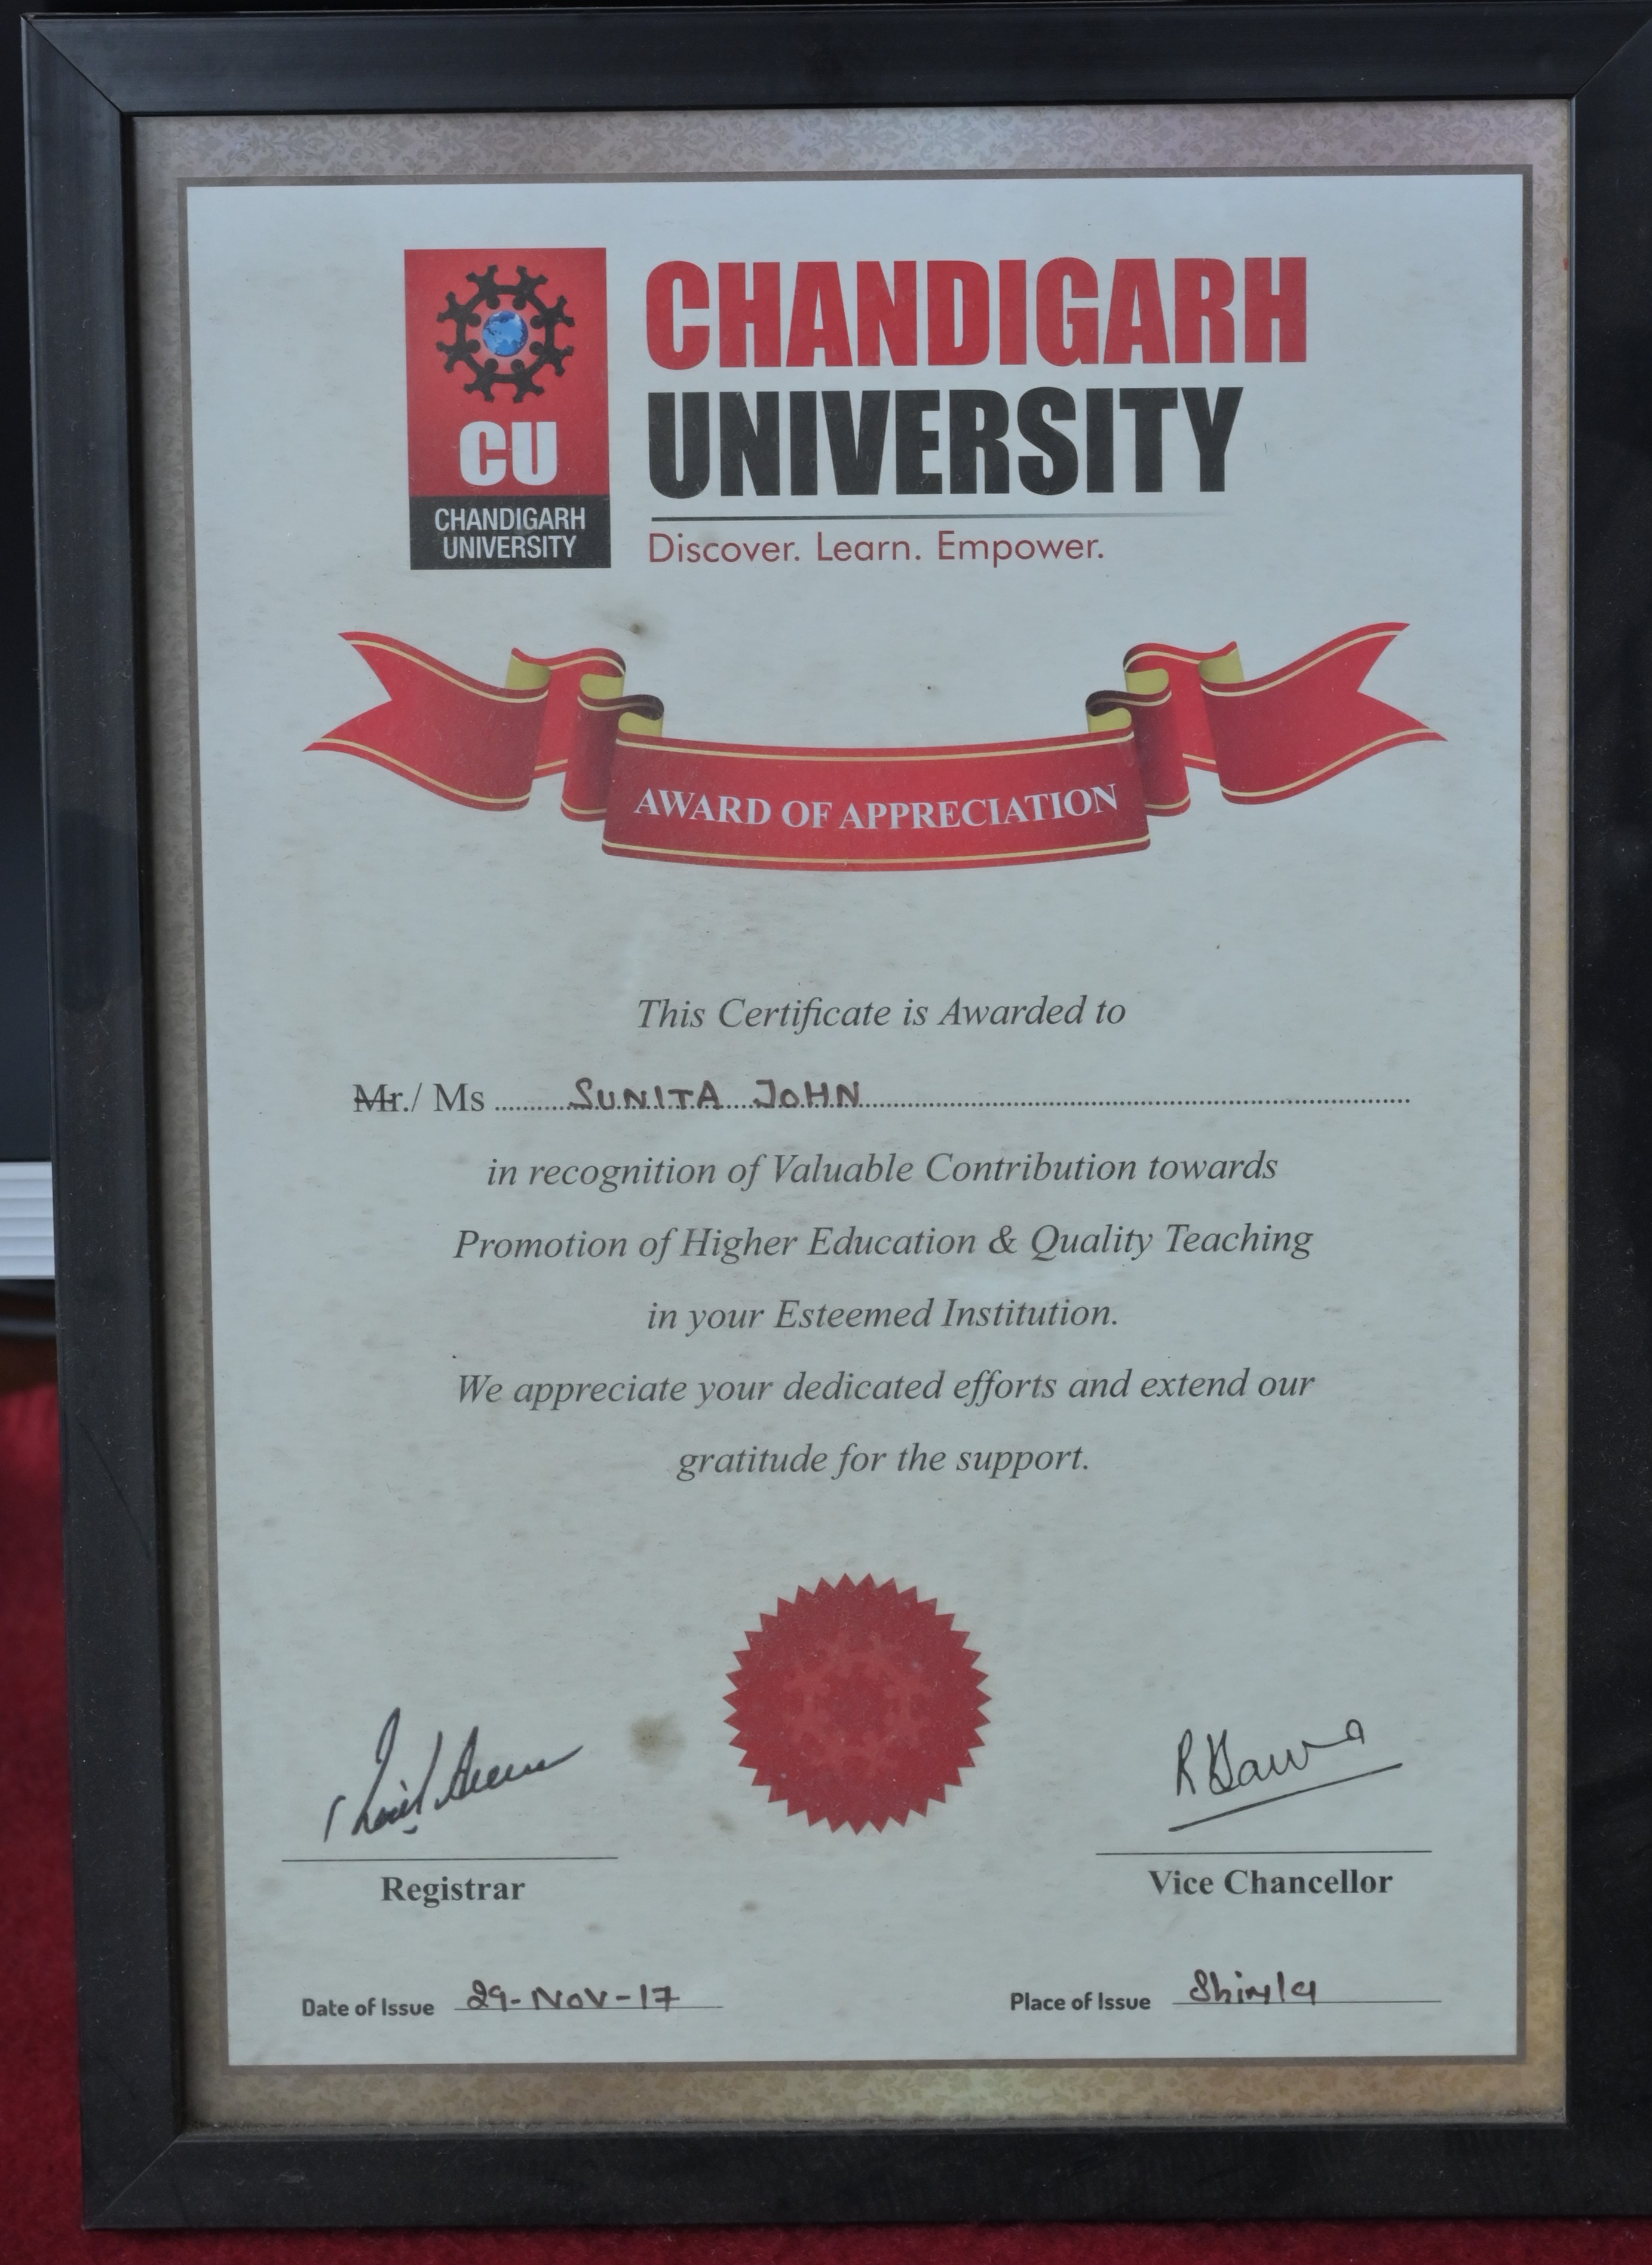 CHANDIGARH
UNIVERSITY
Discover. Learn. Empower.
CU
CHANDIGARH
UNIVERSITY
AWARD OF APPRECIATION
This Certificate is Awarded to
Mr./ Ms SUNITA JOHN
in recognition of Valuable Contribution towards
Promotion of Higher Education & Quality Teaching
in your Esteemed Institution.
We appreciate your dedicated efforts and extend our
gratitude for the support.
Registrar
Vice Chancellor
Date of Issue 29-NOV-17
Place of Issue Shimla